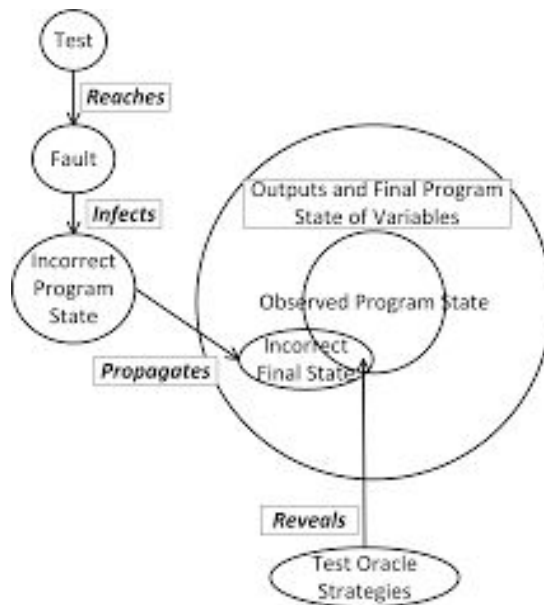 Test
Reaches
Fault
Infects
Outputs and Final Program
State of Variables
Incorrect
Program
State
Observed Program State
Incorrect
Final State
Propagates
Reveals
Test Oracle
Strategies